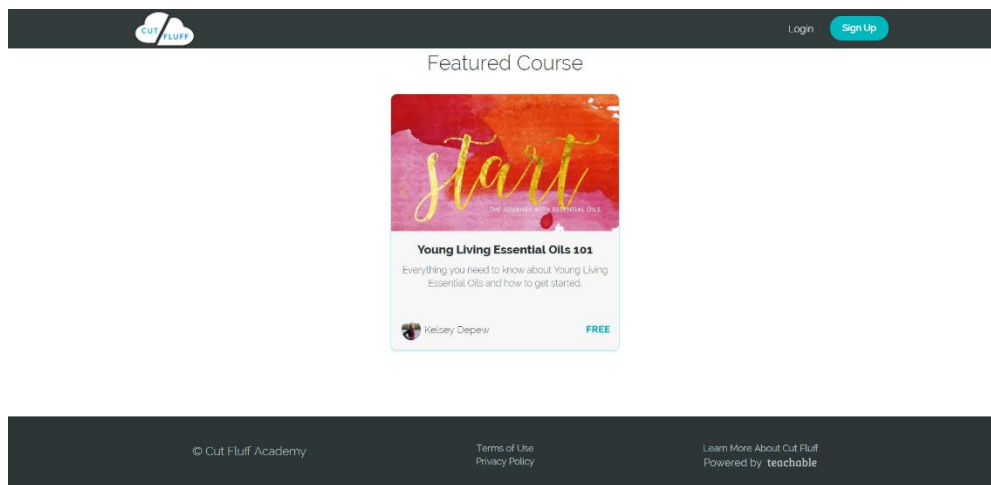 CUT
FLUFF
Login
Sign Up
Featured Course
start
THE JOURNEY WITH ESSENTIAL OILS
Young Living Essential Oils 101
Everything you need to know about Young Living
Essential Oils and how to get started.
Kelsey Depew
FREE
© Cut Fluff Academy
Terms of Use
Privacy Policy
Learn More About Cut Fluff
Powered by teachable